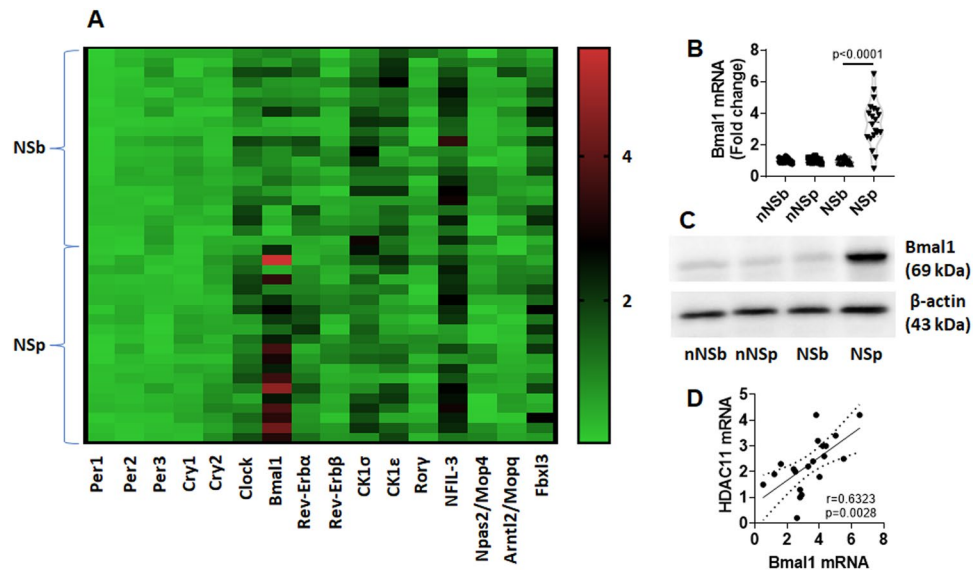 A
NSb
NSp
4
2
Per1
Per2
Per3
Cry1
Cry2
Clock
Bmal1
Rev-Erbα
Rev-Erbβ
CK1σ
CK1ε
Rorγ
NFIL-3
Npas2/Mop4
Arntl2/Mopq
Fbxl3
B
Bmal1 mRNA
(Fold change)
8
6
4
2
0
p<0.0001
nNSb
nNSp
NSb
NSp
C
Bmal1
(69 kDa)
β-actin
(43 kDa)
nNSb nNSp NSb NSp
D
HDAC11 mRNA
5
4
3
2
1
0
r=0.6323
p=0.0028
0 2 4 6 8
Bmal1 mRNA